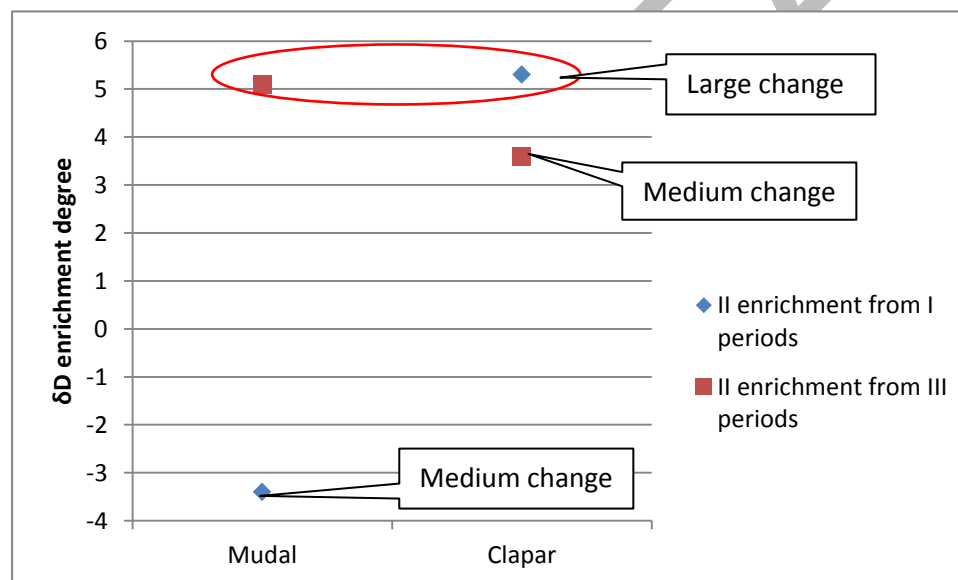 6
5
4
3
2
1
0
-1
-2
-3
-4
δD enrichment degree
Large change
Medium change
Medium change
Mudal
Clapar
II enrichment from I
periods
II enrichment from III
periods